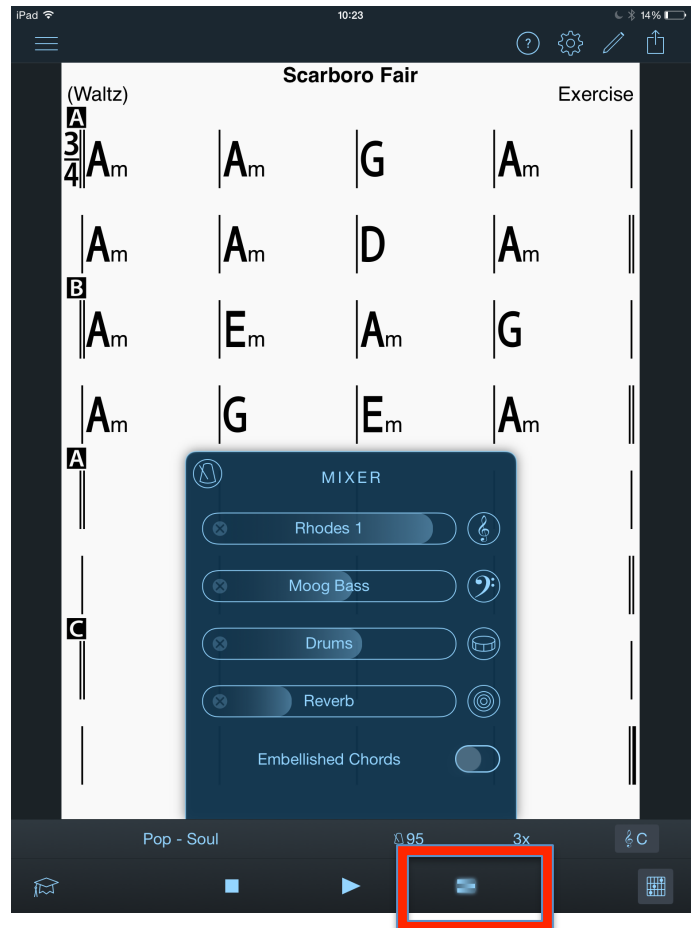 iPad 10:23 14%
?
Scarboro Fair
(Waltz) Exercise
A
3/4 Am Am G Am
Am Am D Am
B
Am Em Am G
Am G Em Am
A
MIXER
Rhodes 1
Moog Bass
Drums
C
Reverb
Embellished Chords
Pop - Soul 95 3x C